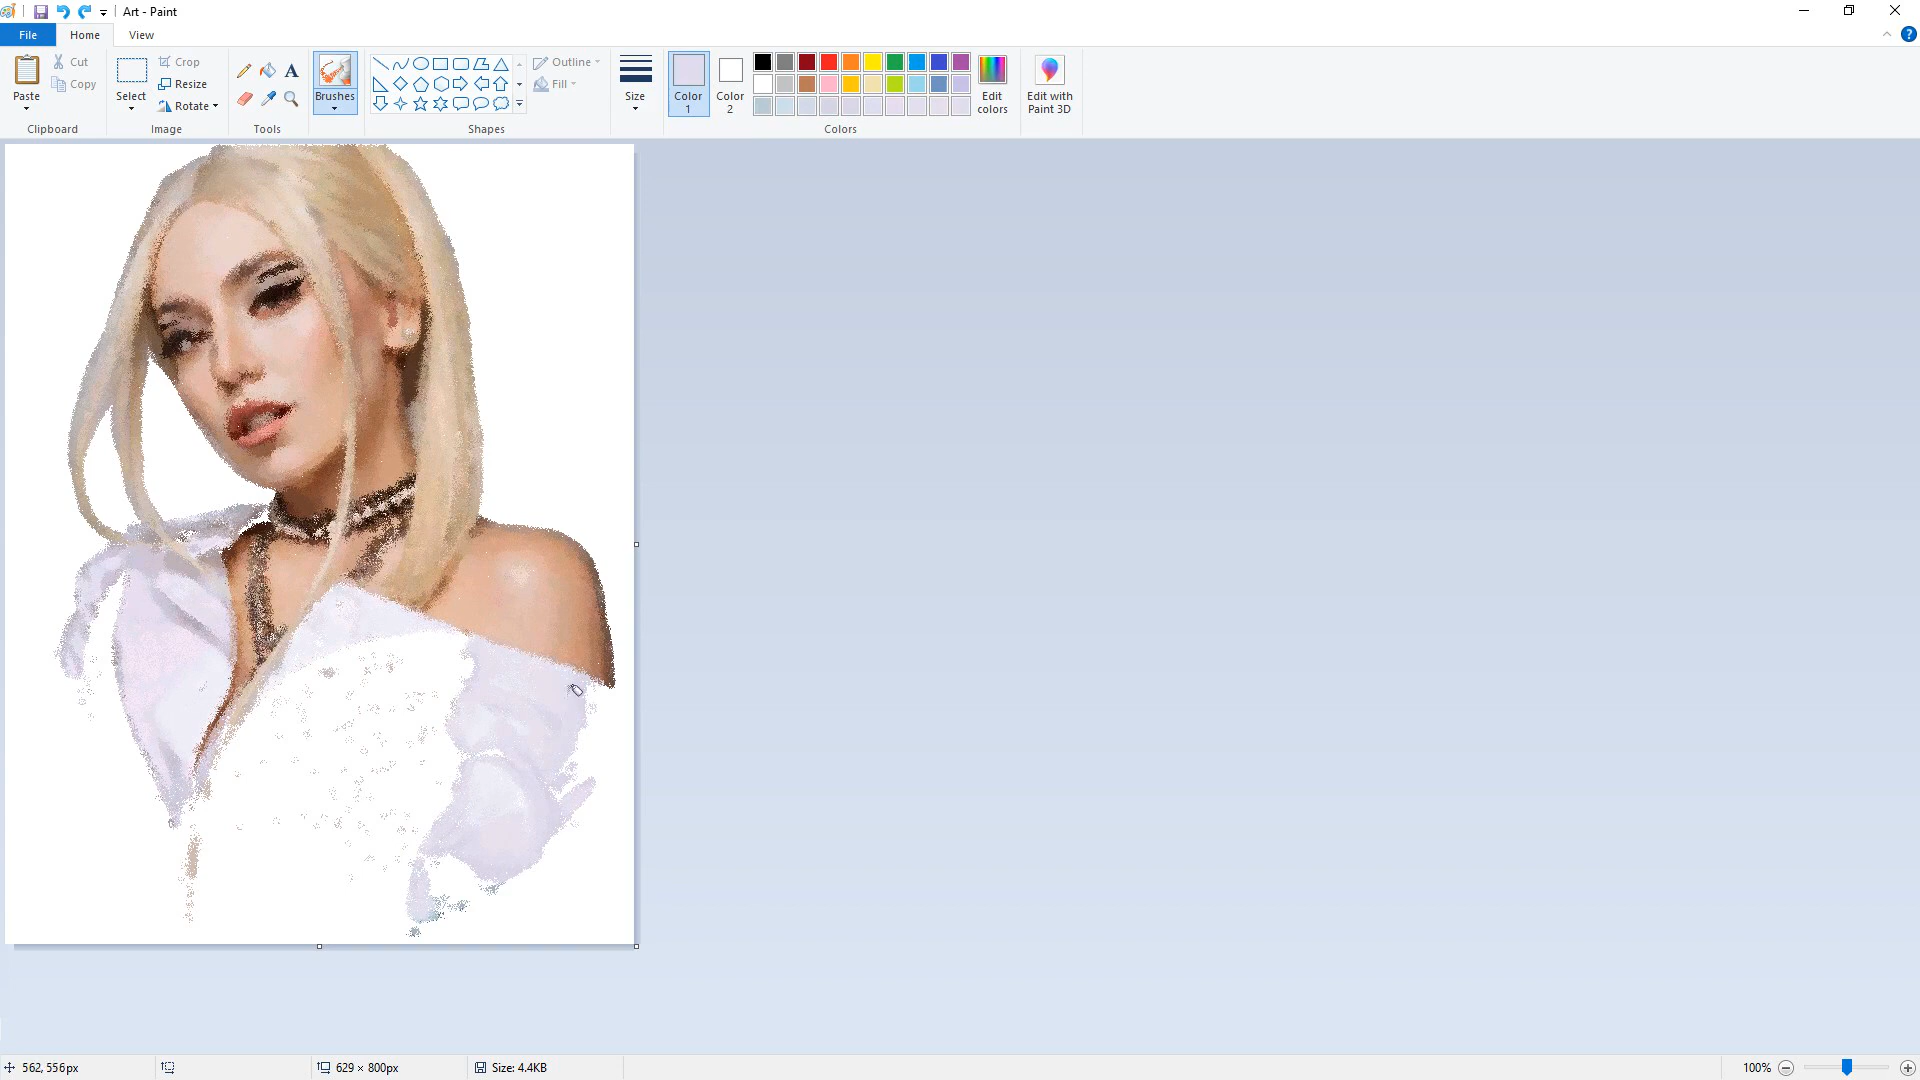 Art - Paint
File Home View
Paste
Cut
Copy
Clipboard
Select
Crop
Resize
Rotate
Image
A
Tools
Brushes
Outline
Fill
Shapes
Size
Color 1
Color 2
Edit colors
Colors
Edit with Paint 3D
?
562, 556px
629 × 800px
Size: 4.4KB
100%